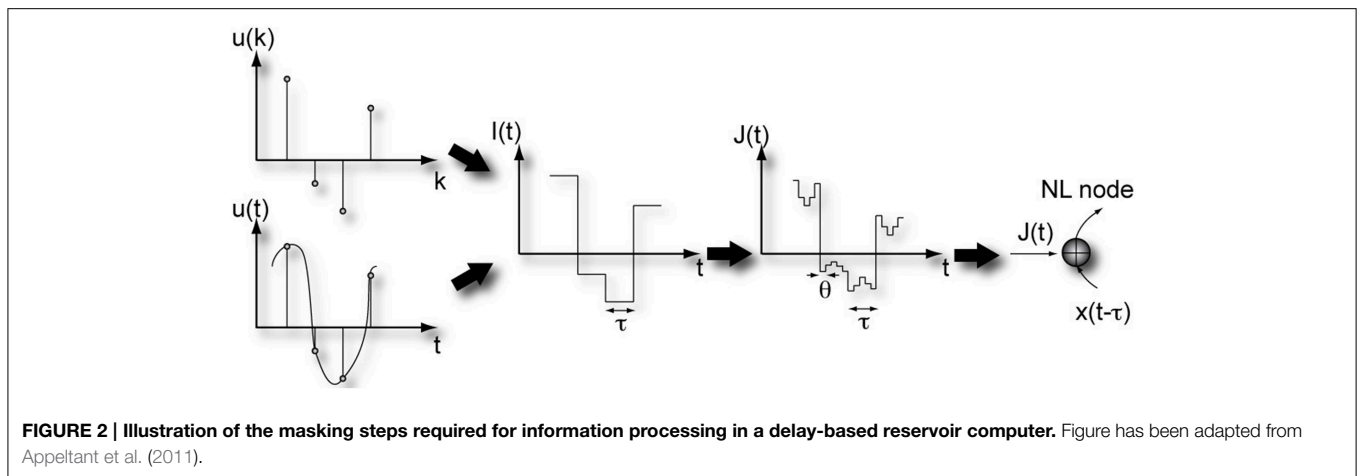 u(k)
k
u(t)
t
I(t)
t
τ
J(t)
t
θ
τ
NL node
J(t)
x(t-τ)
FIGURE 2 | Illustration of the masking steps required for information processing in a delay-based reservoir computer. Figure has been adapted from
Appeltant et al. (2011).